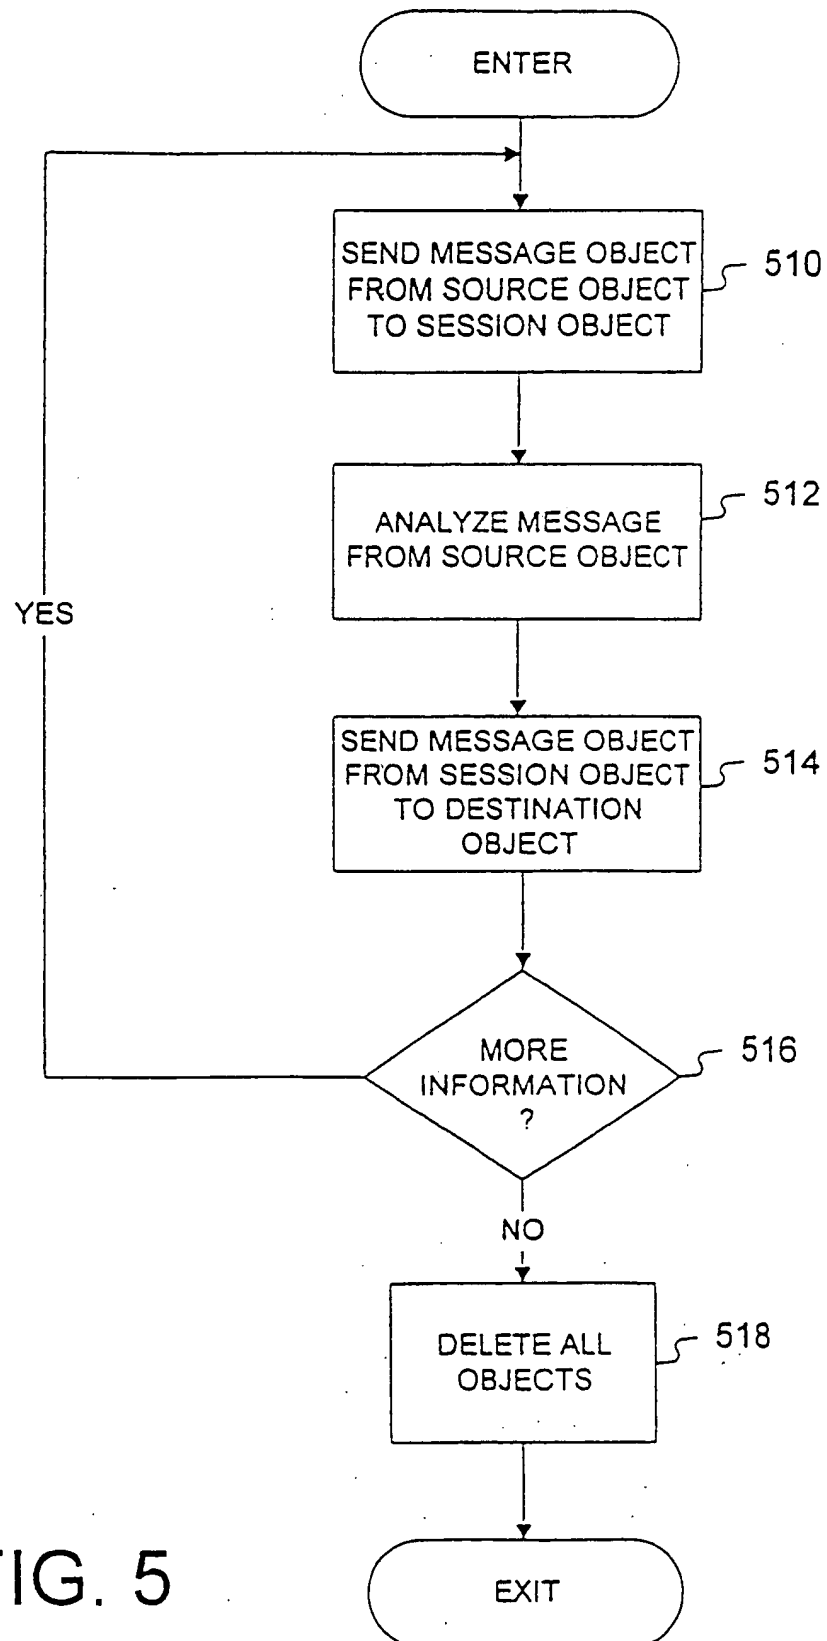 ENTER
SEND MESSAGE OBJECT
FROM SOURCE OBJECT
TO SESSION OBJECT
510
ANALYZE MESSAGE
FROM SOURCE OBJECT
512
YES
SEND MESSAGE OBJECT
FROM SESSION OBJECT
TO DESTINATION
OBJECT
514
MORE
INFORMATION
?
516
NO
DELETE ALL
OBJECTS
518
EXIT
FIG. 5